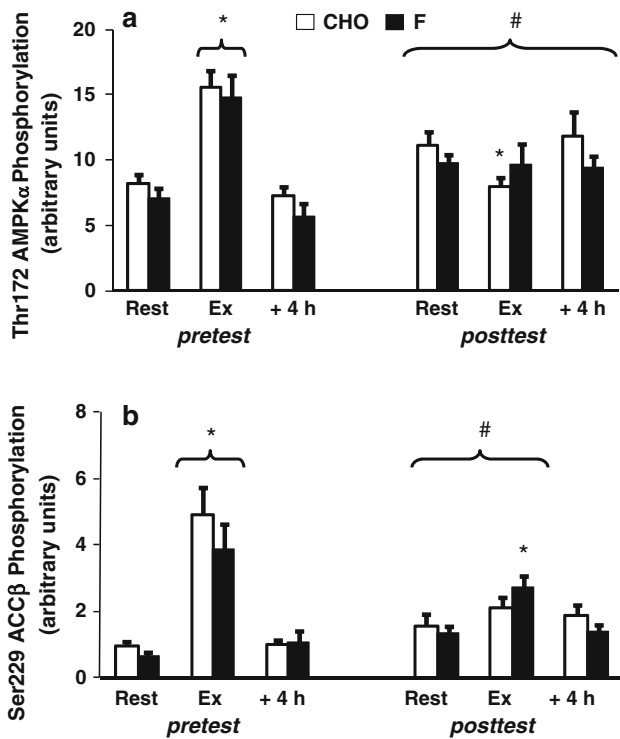 a
CHO F
Thr172 AMPKα Phosphorylation
(arbitrary units)
20
15
10
5
0
*
#
*
Rest Ex + 4 h Rest Ex + 4 h
pretest posttest
b
Ser229 ACCβ Phosphorylation
(arbitrary units)
8
6
4
2
0
*
#
*
Rest Ex + 4 h Rest Ex + 4 h
pretest posttest